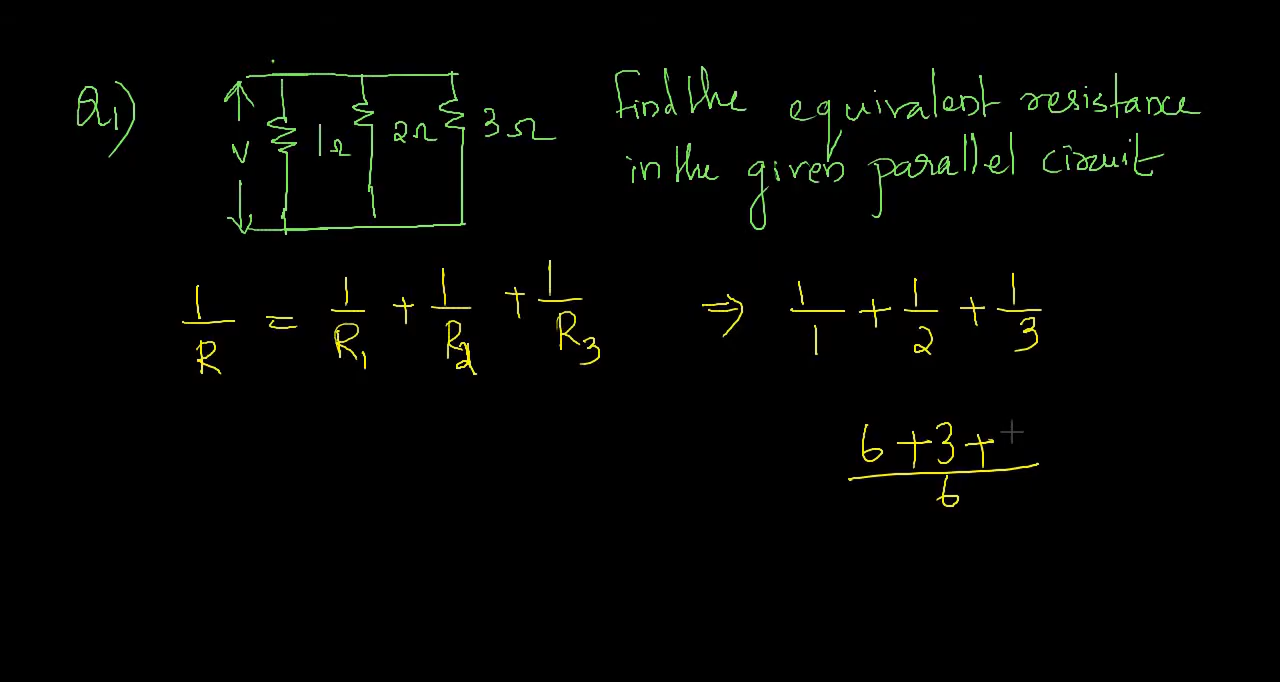 Q1)
V 1Ω 2Ω 3Ω
Find the equivalent resistance
in the given parallel circuit
1/R = 1/R1 + 1/R2 + 1/R3 ⇒ 1/1 + 1/2 + 1/3
6+3+
6